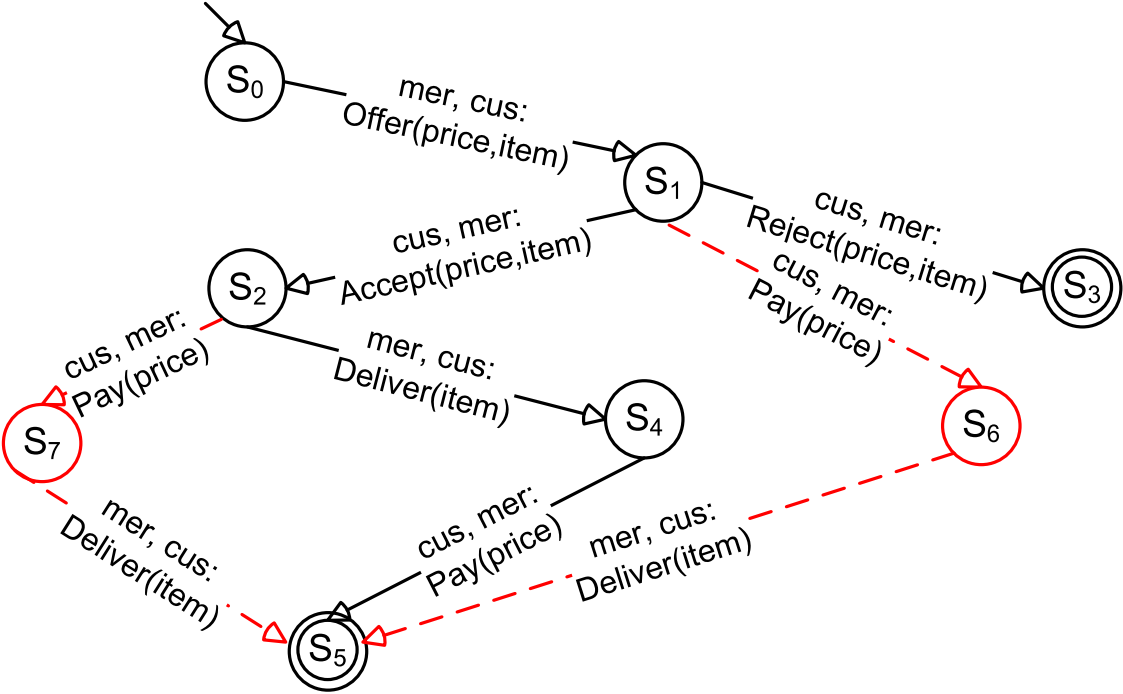 S0
mer, cus:
Offer(price,item)
S1
cus, mer:
Reject(price,item)
S3
cus, mer:
Accept(price,item)
S2
cus, mer:
Pay(price)
cus, mer:
Pay(price)
mer, cus:
Deliver(item)
S4
S6
S7
mer, cus:
Deliver(item)
cus, mer:
Pay(price)
mer, cus:
Deliver(item)
S5